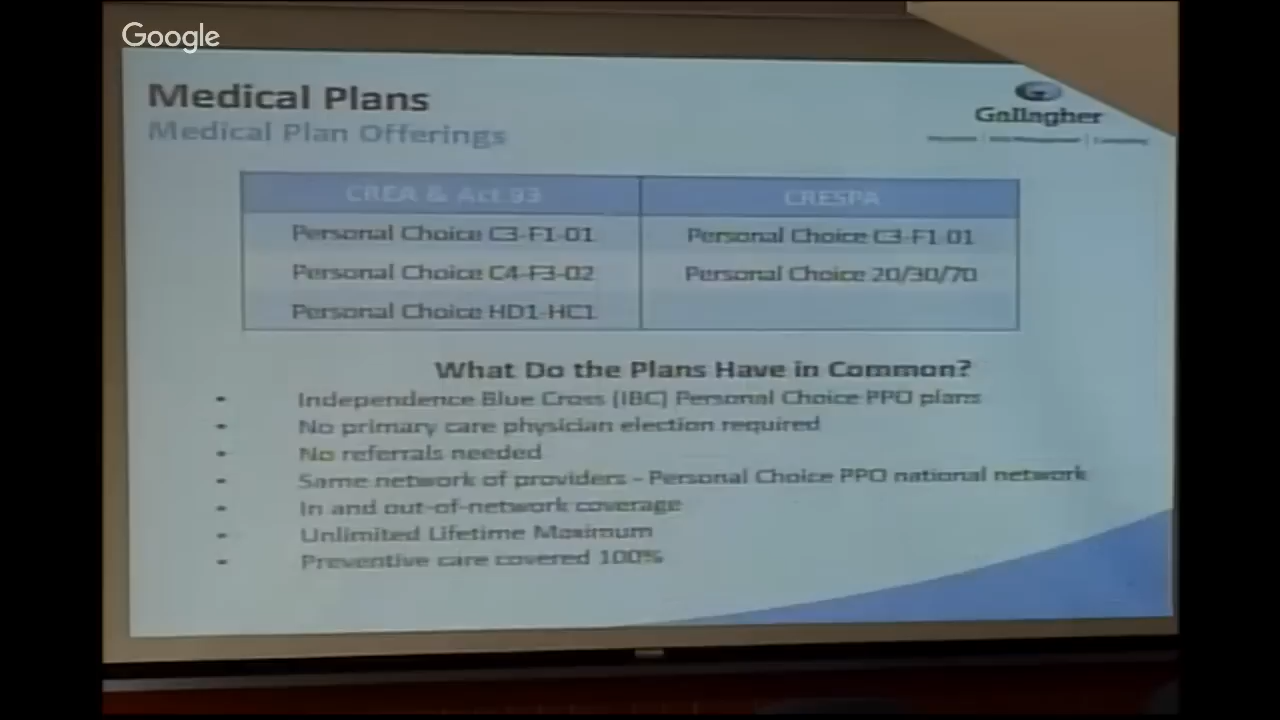 Google
Medical Plans
Medical Plan Offerings
Gallagher
CREA & Act 93 CRESPA
Personal Choice C3-F1-01 Personal Choice C3-F1-01
Personal Choice C4-F3-02 Personal Choice 20/30/70
Personal Choice HD1-HC1
What Do the Plans Have in Common?
• Independence Blue Cross (IBC) Personal Choice PPO plans
• No primary care physician election required
• No referrals needed
• Same network of providers - Personal Choice PPO national network
• In and out-of-network coverage
• Unlimited Lifetime Maximum
• Preventive care covered 100%